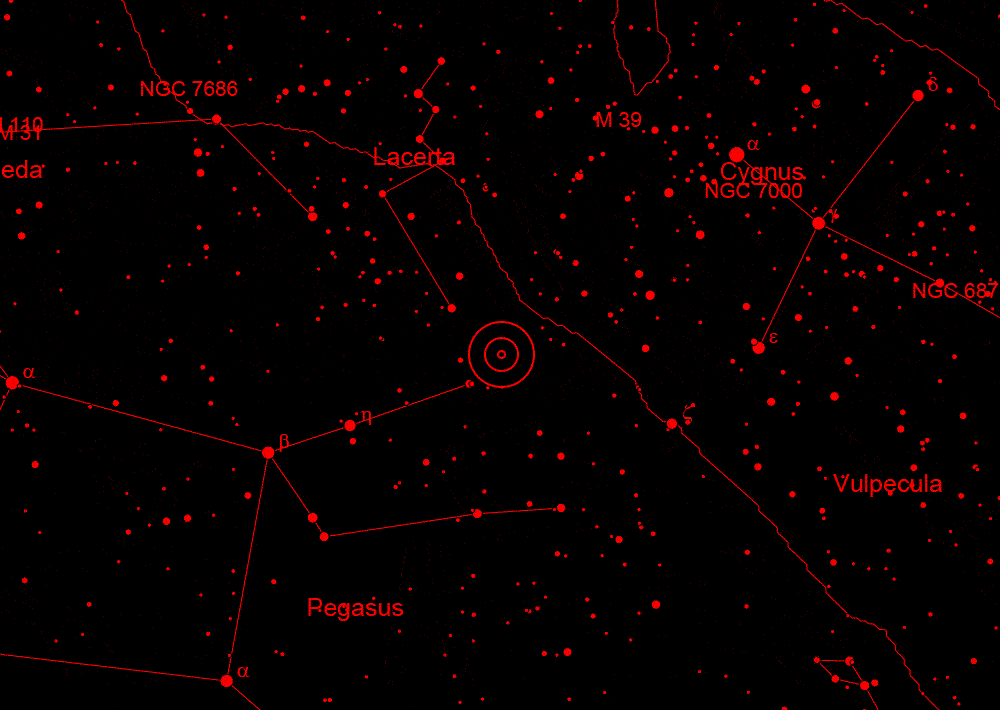 δ
NGC 7686
M 110
M 31
M 39
α
Lacerta
eda
Cygnus
NGC 7000
γ
NGC 687
ε
α
η
ζ
β
Vulpecula
Pegasus
α